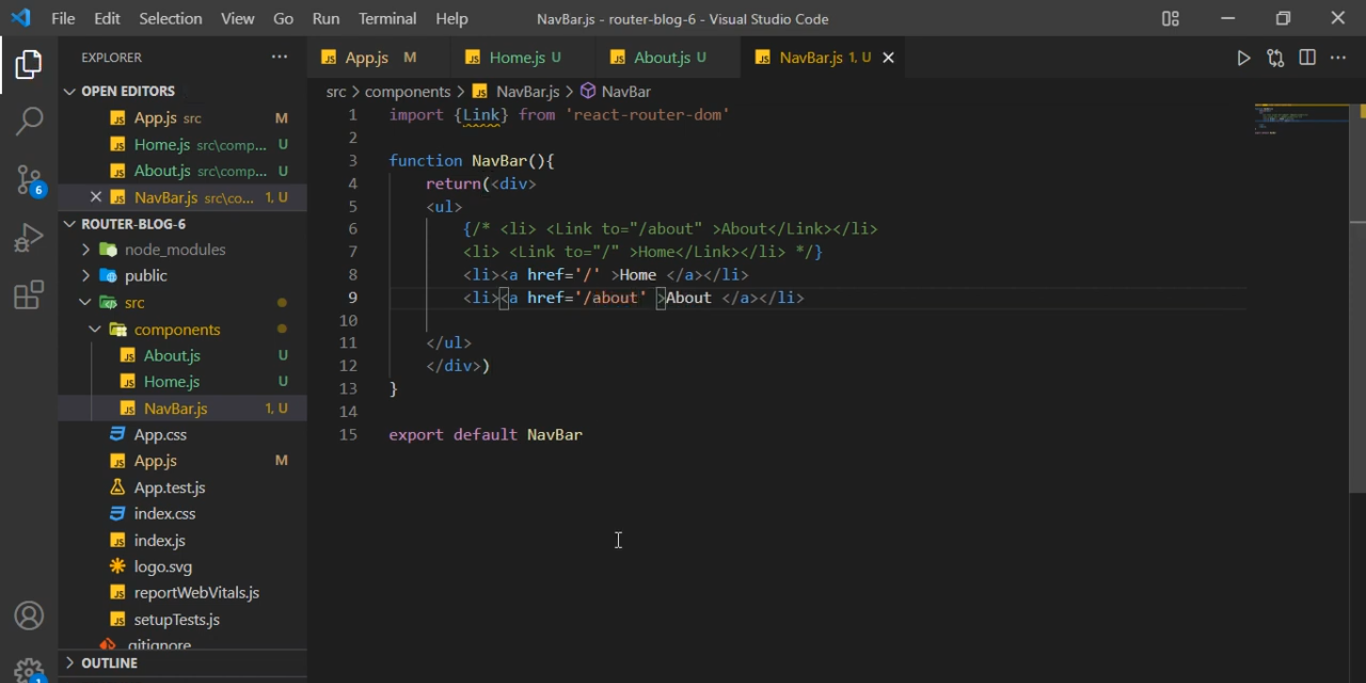 File Edit Selection View Go Run Terminal Help NavBar.js - router-blog-6 - Visual Studio Code
EXPLORER
App.js M Home.js U About.js U NavBar.js 1, U
OPEN EDITORS
App.js src M
Home.js src\comp... U
About.js src\comp... U
NavBar.js src\co... 1, U
ROUTER-BLOG-6
node_modules
public
src
components
About.js U
Home.js U
NavBar.js 1, U
App.css
App.js M
App.test.js
index.css
index.js
logo.svg
reportWebVitals.js
setupTests.js
.gitignore
OUTLINE
6
1
src > components > NavBar.js > NavBar
1 import {Link} from 'react-router-dom'
2
3 function NavBar(){
4 return(<div>
5 <ul>
6 {/* <li> <Link to="/about" >About</Link></li>
7 <li> <Link to="/" >Home</Link></li> */}
8 <li><a href='/' >Home </a></li>
9 <li><a href='/about' >About </a></li>
10
11 </ul>
12 </div>)
13 }
14
15 export default NavBar